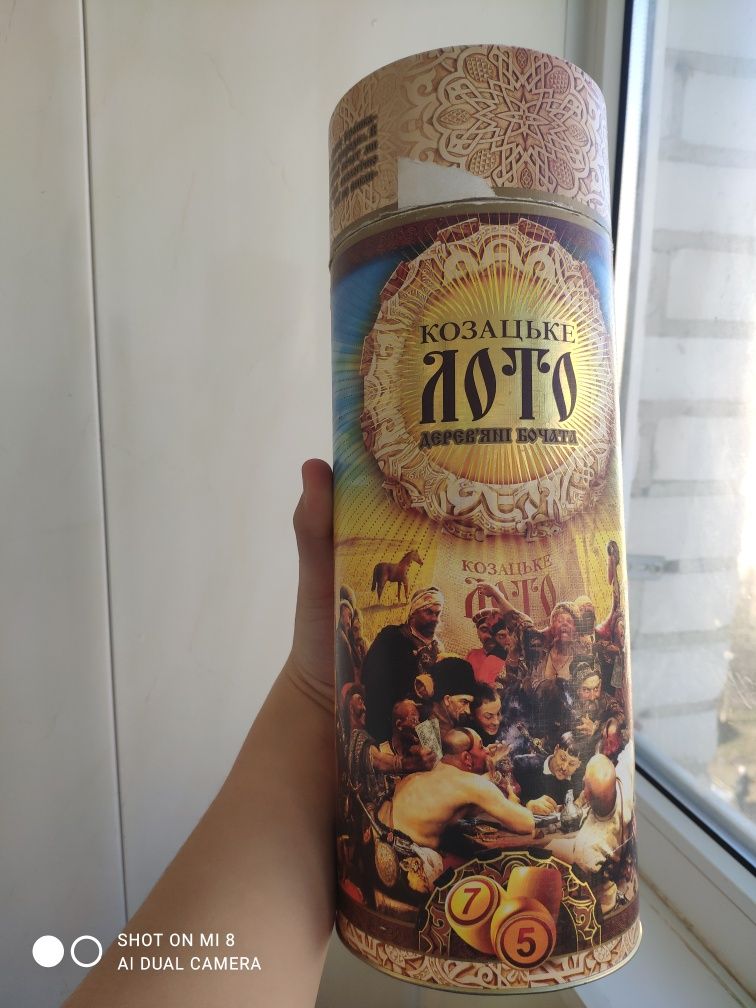 КОЗАЦЬКЕ
ЛОТО
ДЕРЕВ'ЯНІ БОЧАТА
КОЗАЦЬКЕ
ЛОТО
7
5
SHOT ON MI 8
AI DUAL CAMERA